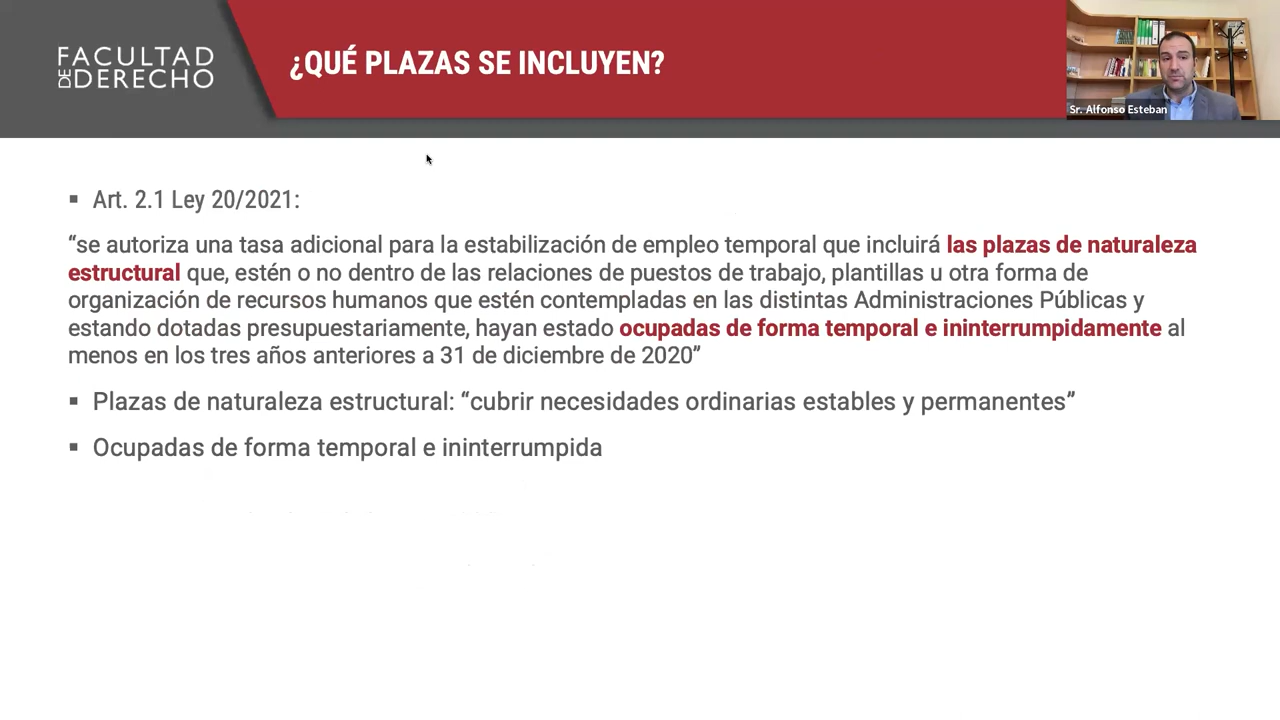 FACULTAD
DE DERECHO
¿QUÉ PLAZAS SE INCLUYEN?
Sr. Alfonso Esteban
▪ Art. 2.1 Ley 20/2021:
“se autoriza una tasa adicional para la estabilización de empleo temporal que incluirá las plazas de naturaleza
estructural que, estén o no dentro de las relaciones de puestos de trabajo, plantillas u otra forma de
organización de recursos humanos que estén contempladas en las distintas Administraciones Públicas y
estando dotadas presupuestariamente, hayan estado ocupadas de forma temporal e ininterrumpidamente al
menos en los tres años anteriores a 31 de diciembre de 2020”
▪ Plazas de naturaleza estructural: “cubrir necesidades ordinarias estables y permanentes”
▪ Ocupadas de forma temporal e ininterrumpida